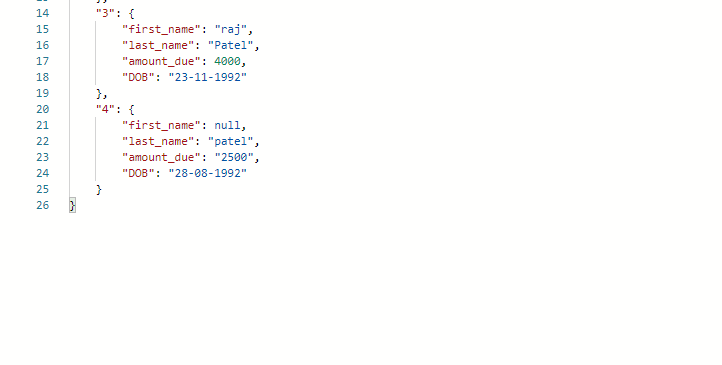 },
14 "3": {
15 "first_name": "raj",
16 "last_name": "Patel",
17 "amount_due": 4000,
18 "DOB": "23-11-1992"
19 },
20 "4": {
21 "first_name": null,
22 "last_name": "patel",
23 "amount_due": "2500",
24 "DOB": "28-08-1992"
25 }
26 }